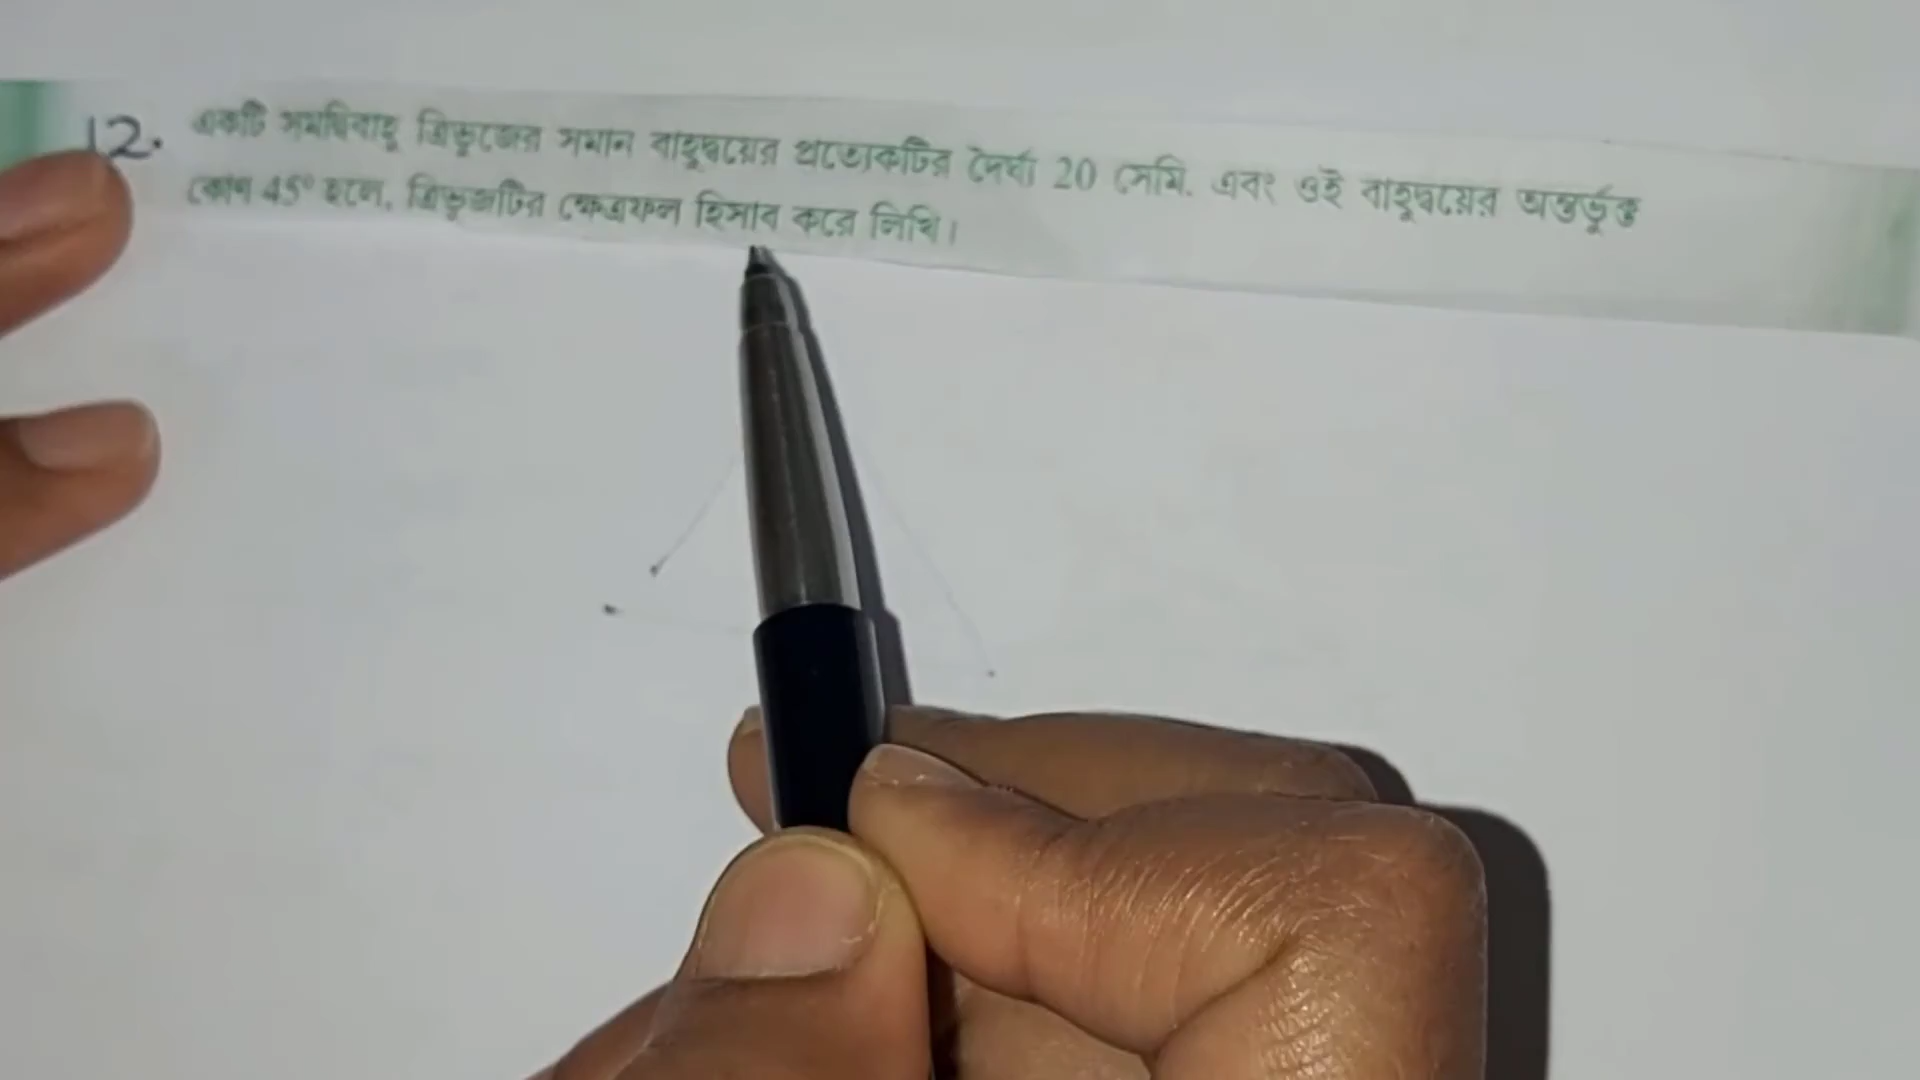 12. একটি সমদ্বিবাহু ত্রিভুজের সমান বাহুদ্বয়ের প্রত্যেকটির দৈর্ঘ্য 20 সেমি. এবং ওই বাহুদ্বয়ের অন্তর্ভুক্ত
কোণ 45° হলে, ত্রিভুজটির ক্ষেত্রফল হিসাব করে লিখি।